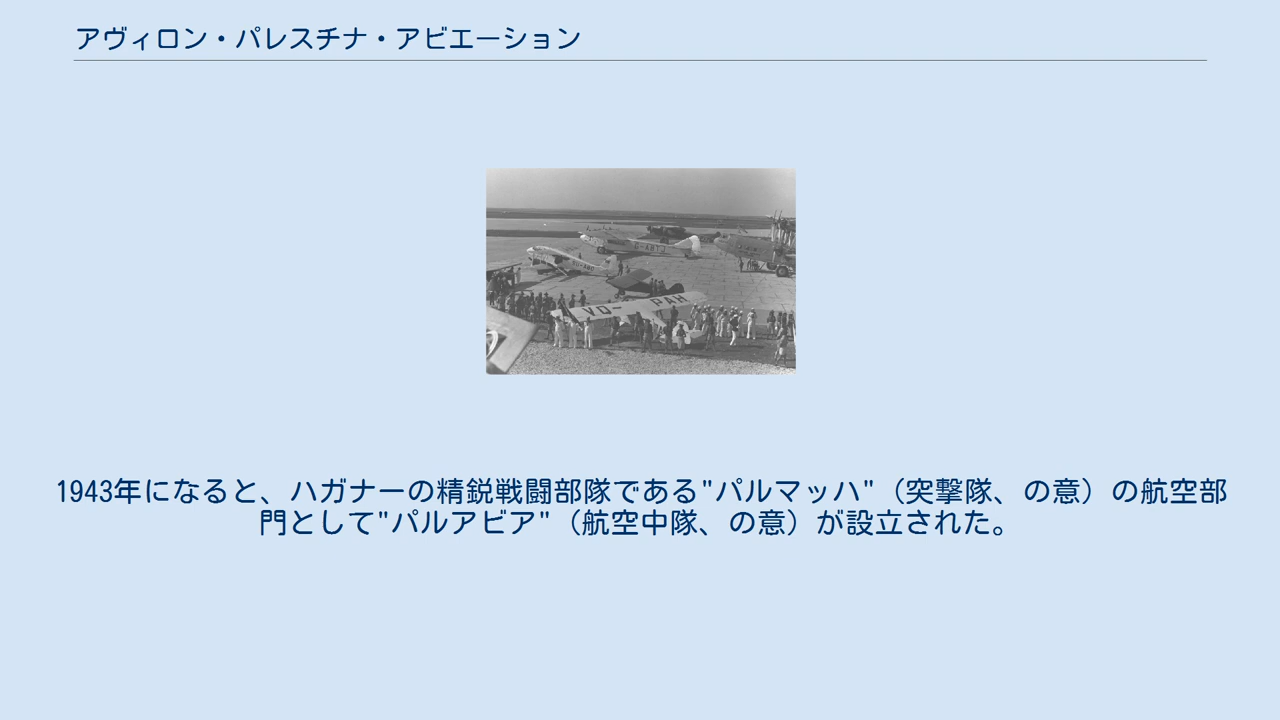 アヴィロン・パレスチナ・アビエーション
G-ABTJ
VQ-PAH
1943年になると、ハガナーの精鋭戦闘部隊である"パルマッハ"（突撃隊、の意）の航空部
門として"パルアビア"（航空中隊、の意）が設立された。